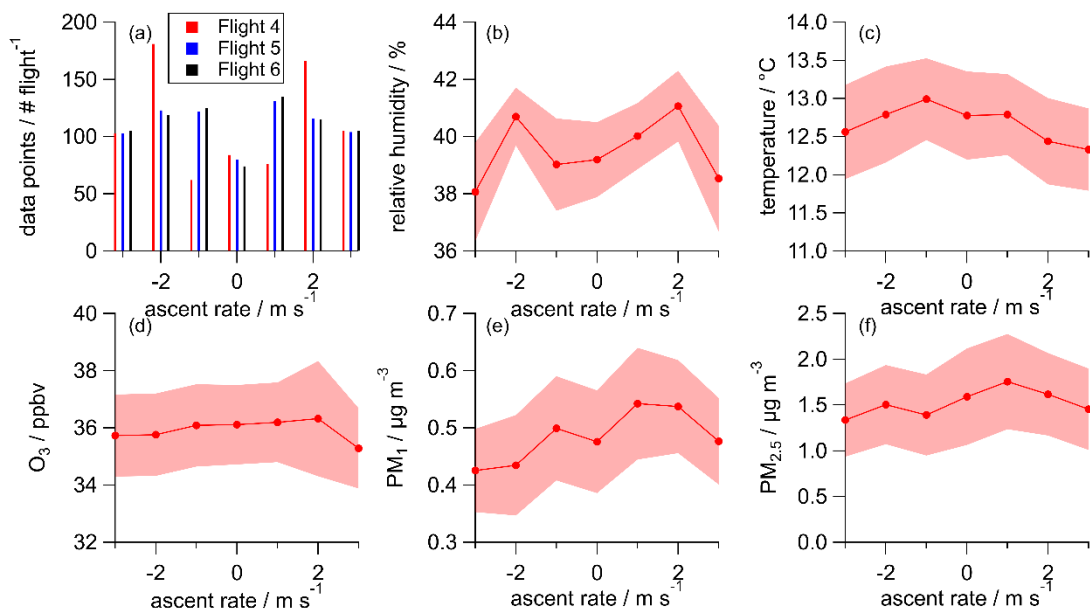 (a)
Flight 4
Flight 5
Flight 6
200
150
100
50
0
data points / # flight⁻¹
-2
0
2
ascent rate / m s⁻¹
(b)
42
40
38
36
relative humidity / %
-2
0
2
ascent rate / m s⁻¹
(c)
14.0
13.5
13.0
12.5
12.0
11.5
11.0
temperature / °C
-2
0
2
ascent rate / m s⁻¹
(d)
40
38
36
34
32
O₃ / ppbv
-2
0
2
ascent rate / m s⁻¹
(e)
0.7
0.6
0.5
0.4
0.3
PM₁ / µg m⁻³
-2
0
2
ascent rate / m s⁻¹
(f)
2.5
2.0
1.5
1.0
0.5
0.0
PM₂.₅ / µg m⁻³
-2
0
2
ascent rate / m s⁻¹